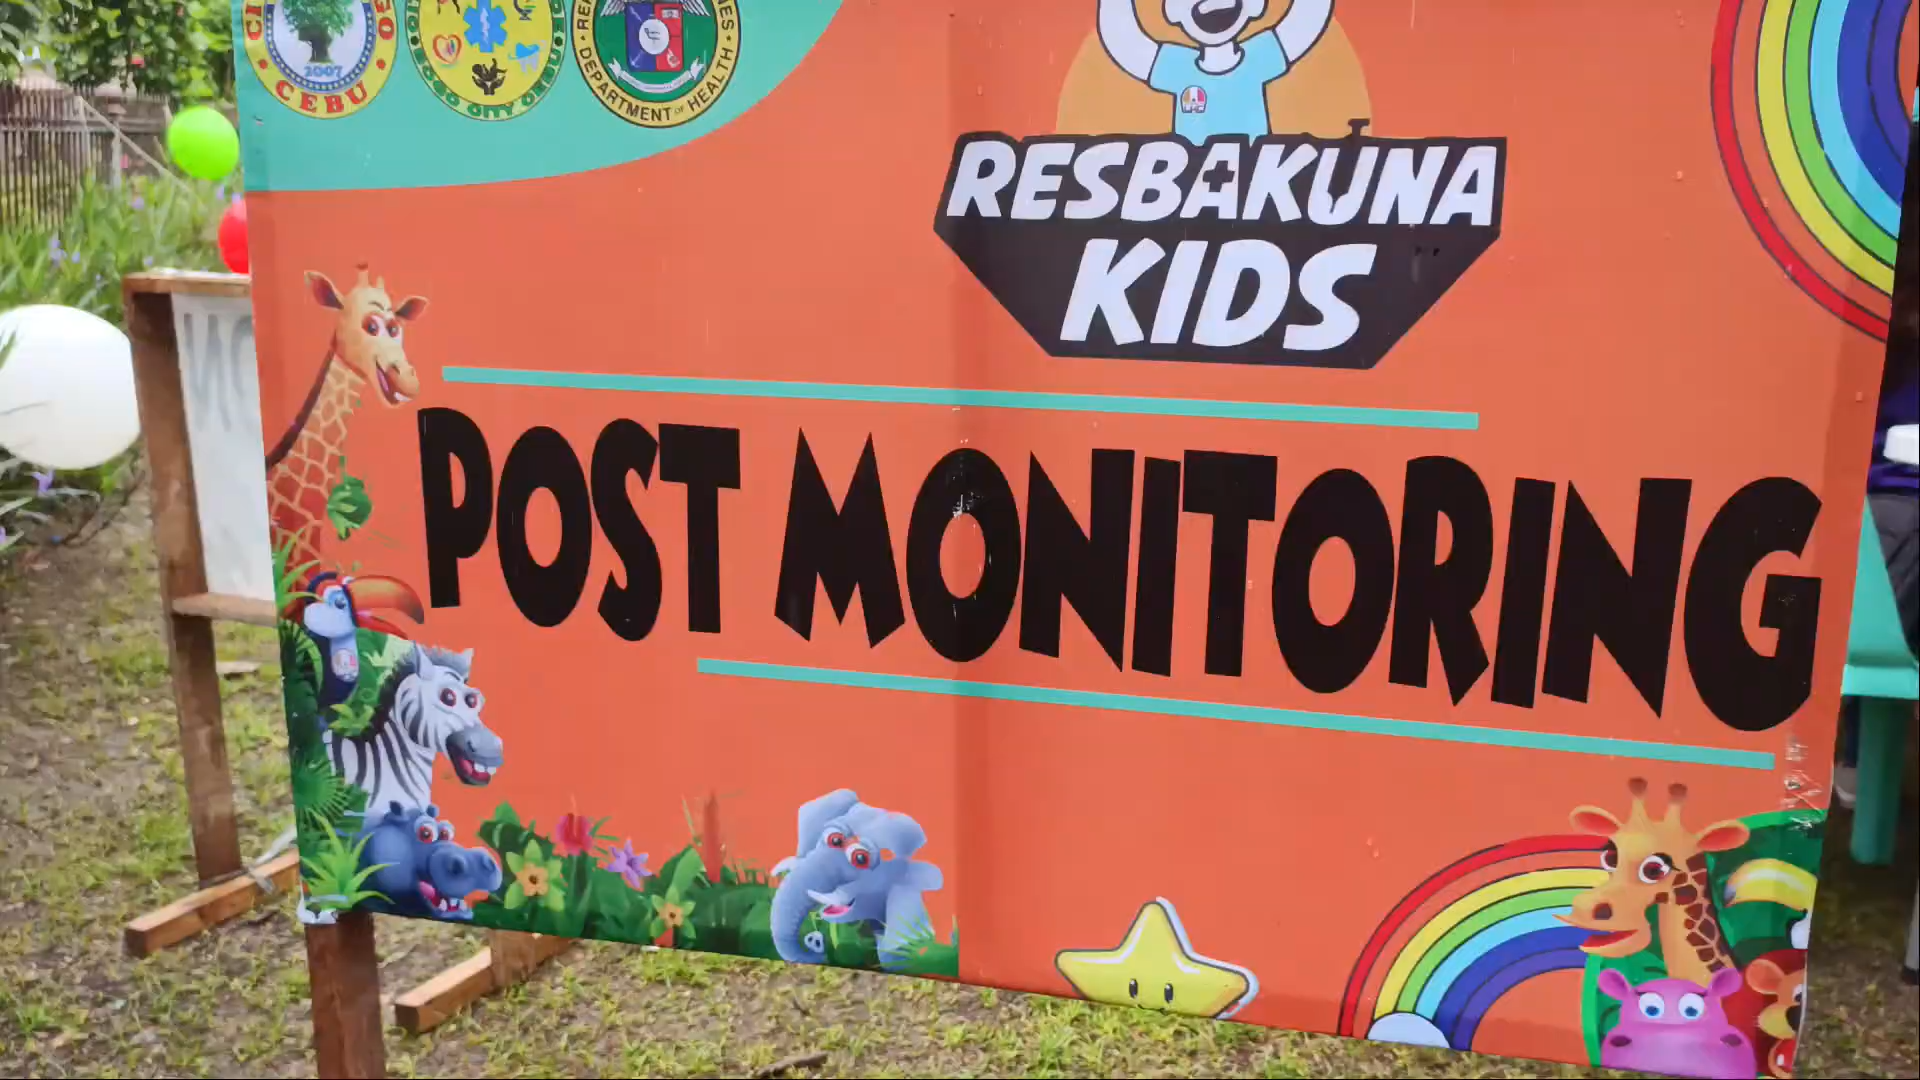 2007
CEBU
DEPARTMENT OF HEALTH
RESBAKUNA
KIDS
POST MONITORING